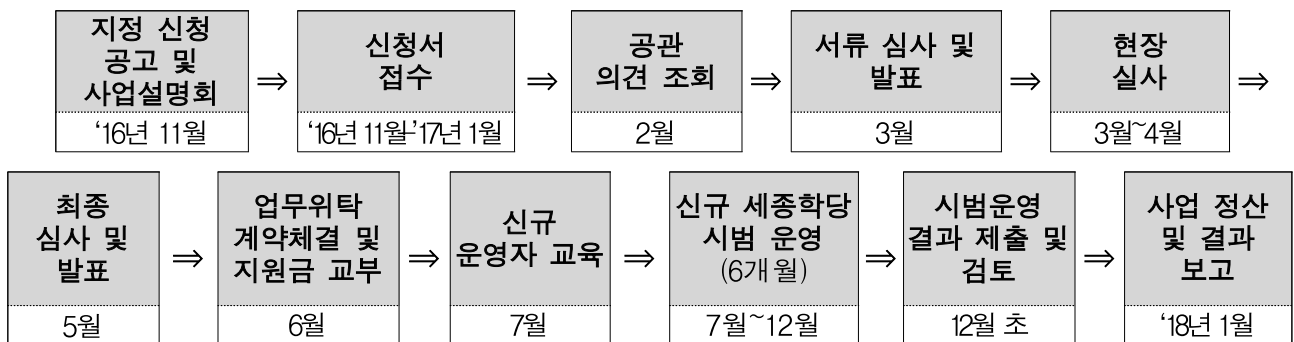 지정 신청
공고 및
사업설명회
'16년 11월
⇒
신청서
접수
'16년 11월~'17년 1월
⇒
공관
의견 조회
2월
⇒
서류 심사 및
발표
3월
⇒
현장
실사
3월~4월
⇒
최종
심사 및
발표
5월
⇒
업무위탁
계약체결 및
지원금 교부
6월
⇒
신규
운영자 교육
7월
⇒
신규 세종학당
시범 운영
(6개월)
7월~12월
⇒
시범운영
결과 제출 및
검토
12월 초
⇒
사업 정산
및 결과
보고
'18년 1월